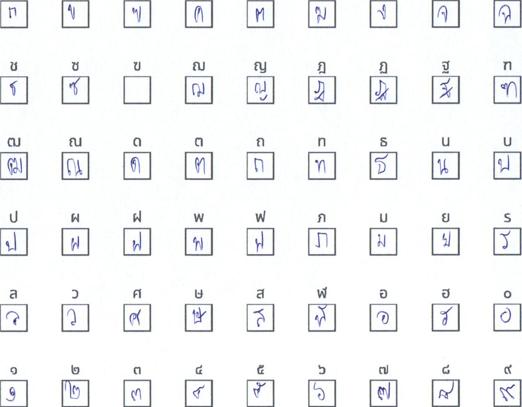 ก ข ฃ ค ฅ ฆ ง จ ฉ
ช ซ ฌ ญ ฎ ฏ ฐ ฑ
ช ซ ฌ ญ ฎ ฏ ฐ ฑ
ฒ ณ ด ต ถ ท ธ น บ
ฒ ณ ด ต ถ ท ธ น บ
ป ผ ฝ พ ฟ ภ ม ย ร
ป ผ ฝ พ ฟ ภ ม ย ร
ล ว ศ ษ ส ฬ อ ฮ ๐
ล ว ศ ษ ส ฬ อ ฮ ๐
๑ ๒ ๓ ๔ ๕ ๖ ๗ ๘ ๙
๑ ๒ ๓ ๔ ๕ ๖ ๗ ๘ ๙